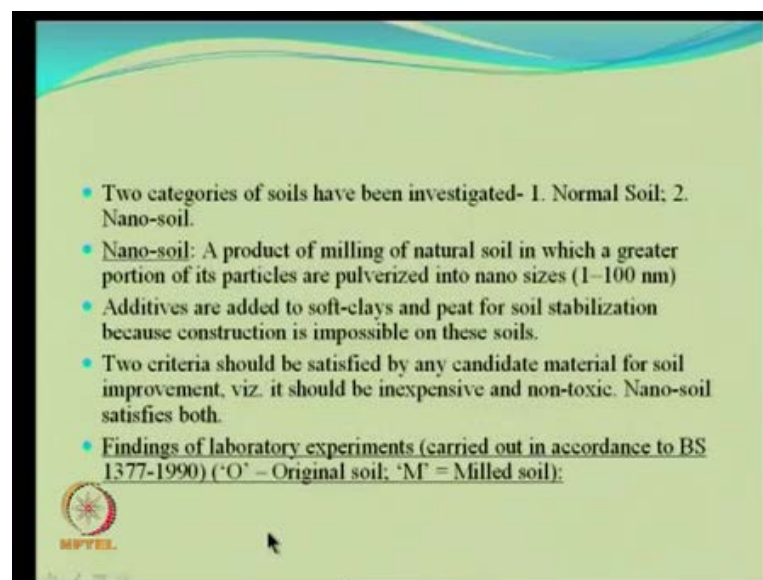 Two categories of soils have been investigated- 1. Normal Soil; 2.
Nano-soil.
Nano-soil: A product of milling of natural soil in which a greater
portion of its particles are pulverized into nano sizes (1–100 nm)
Additives are added to soft-clays and peat for soil stabilization
because construction is impossible on these soils.
Two criteria should be satisfied by any candidate material for soil
improvement, viz. it should be inexpensive and non-toxic. Nano-soil
satisfies both.
Findings of laboratory experiments (carried out in accordance to BS
1377-1990) ('O' – Original soil; 'M' = Milled soil):
NPTEL